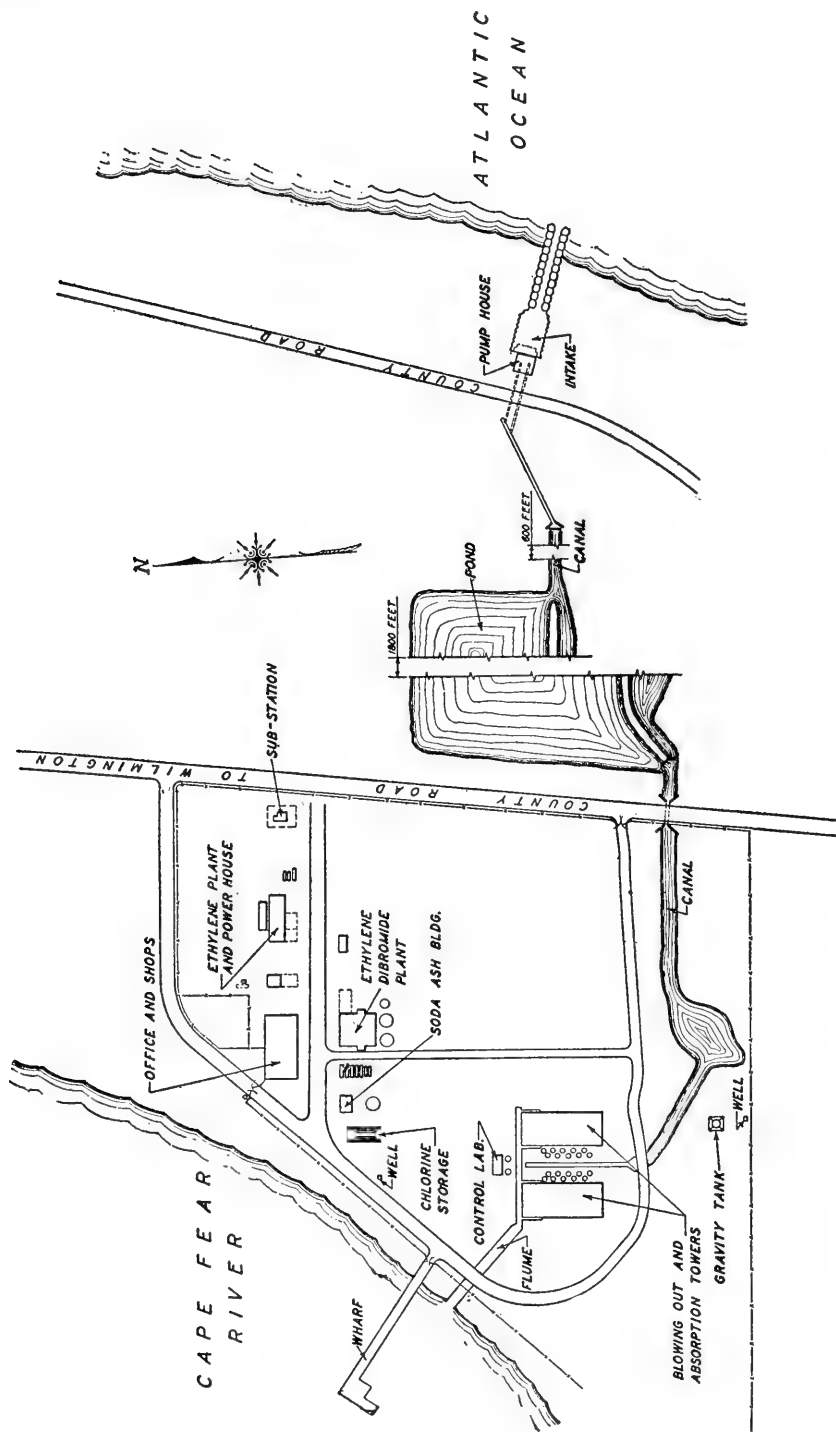 ATLANTIC
OCEAN
COUNTY ROAD
PUMP HOUSE
INTAKE
N
600 FEET
CANAL
POND
1800 FEET
SUB-STATION
COUNTY ROAD TO WILMINGTON
ETHYLENE PLANT
AND POWER HOUSE
OFFICE AND SHOPS
ETHYLENE
DIBROMIDE
PLANT
SODA ASH BLDG.
CANAL
CAPE FEAR
RIVER
WELL
CHLORINE
STORAGE
CONTROL LAB.
FLUME
WHARF
BLOWING OUT AND
ABSORPTION TOWERS
GRAVITY TANK
WELL